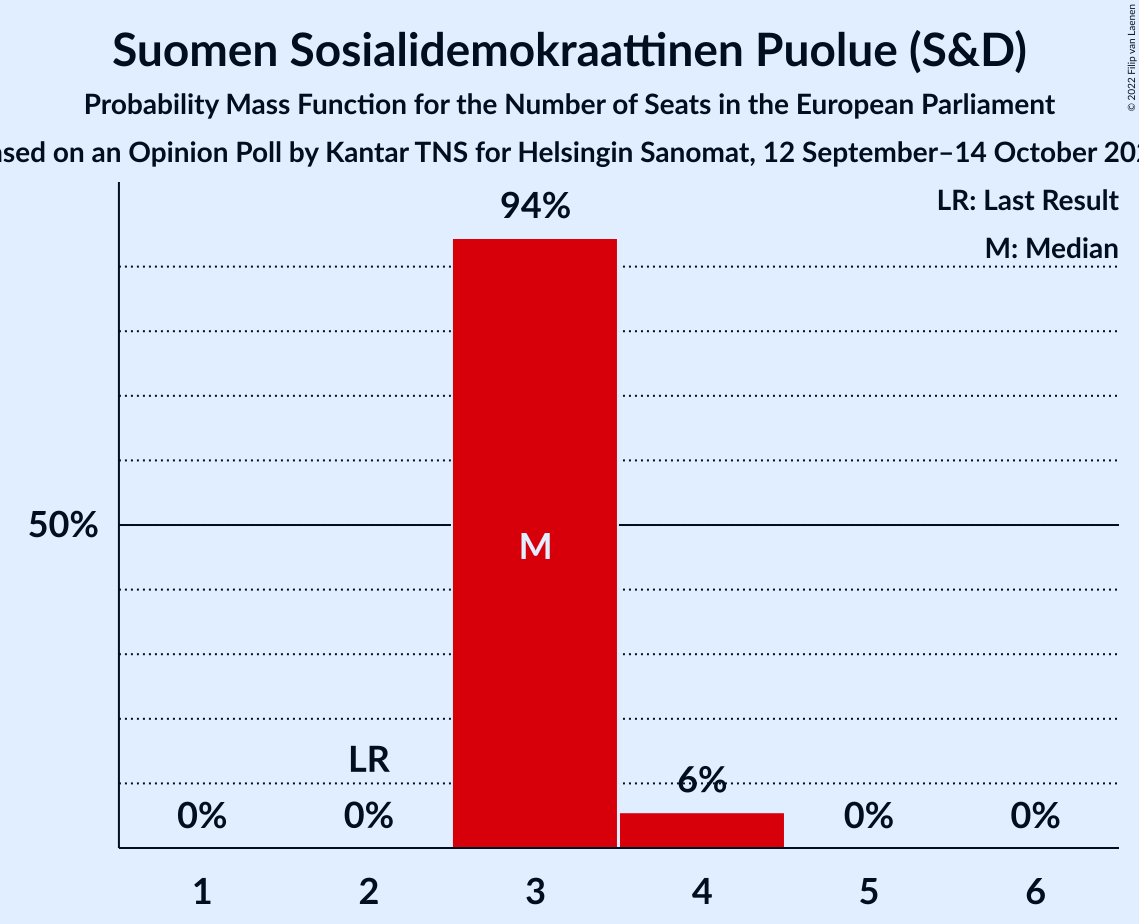 Suomen Sosialidemokraattinen Puolue (S&D)
Probability Mass Function for the Number of Seats in the European Parliament
on an Opinion Poll by Kantar TNS for Helsingin Sanomat, 12 September–14 October
© 2022 Filip van Laenen
LR: Last Result
M: Median
94%
50%
M
LR
6%
0% 0% 0% 0%
1 2 3 4 5 6